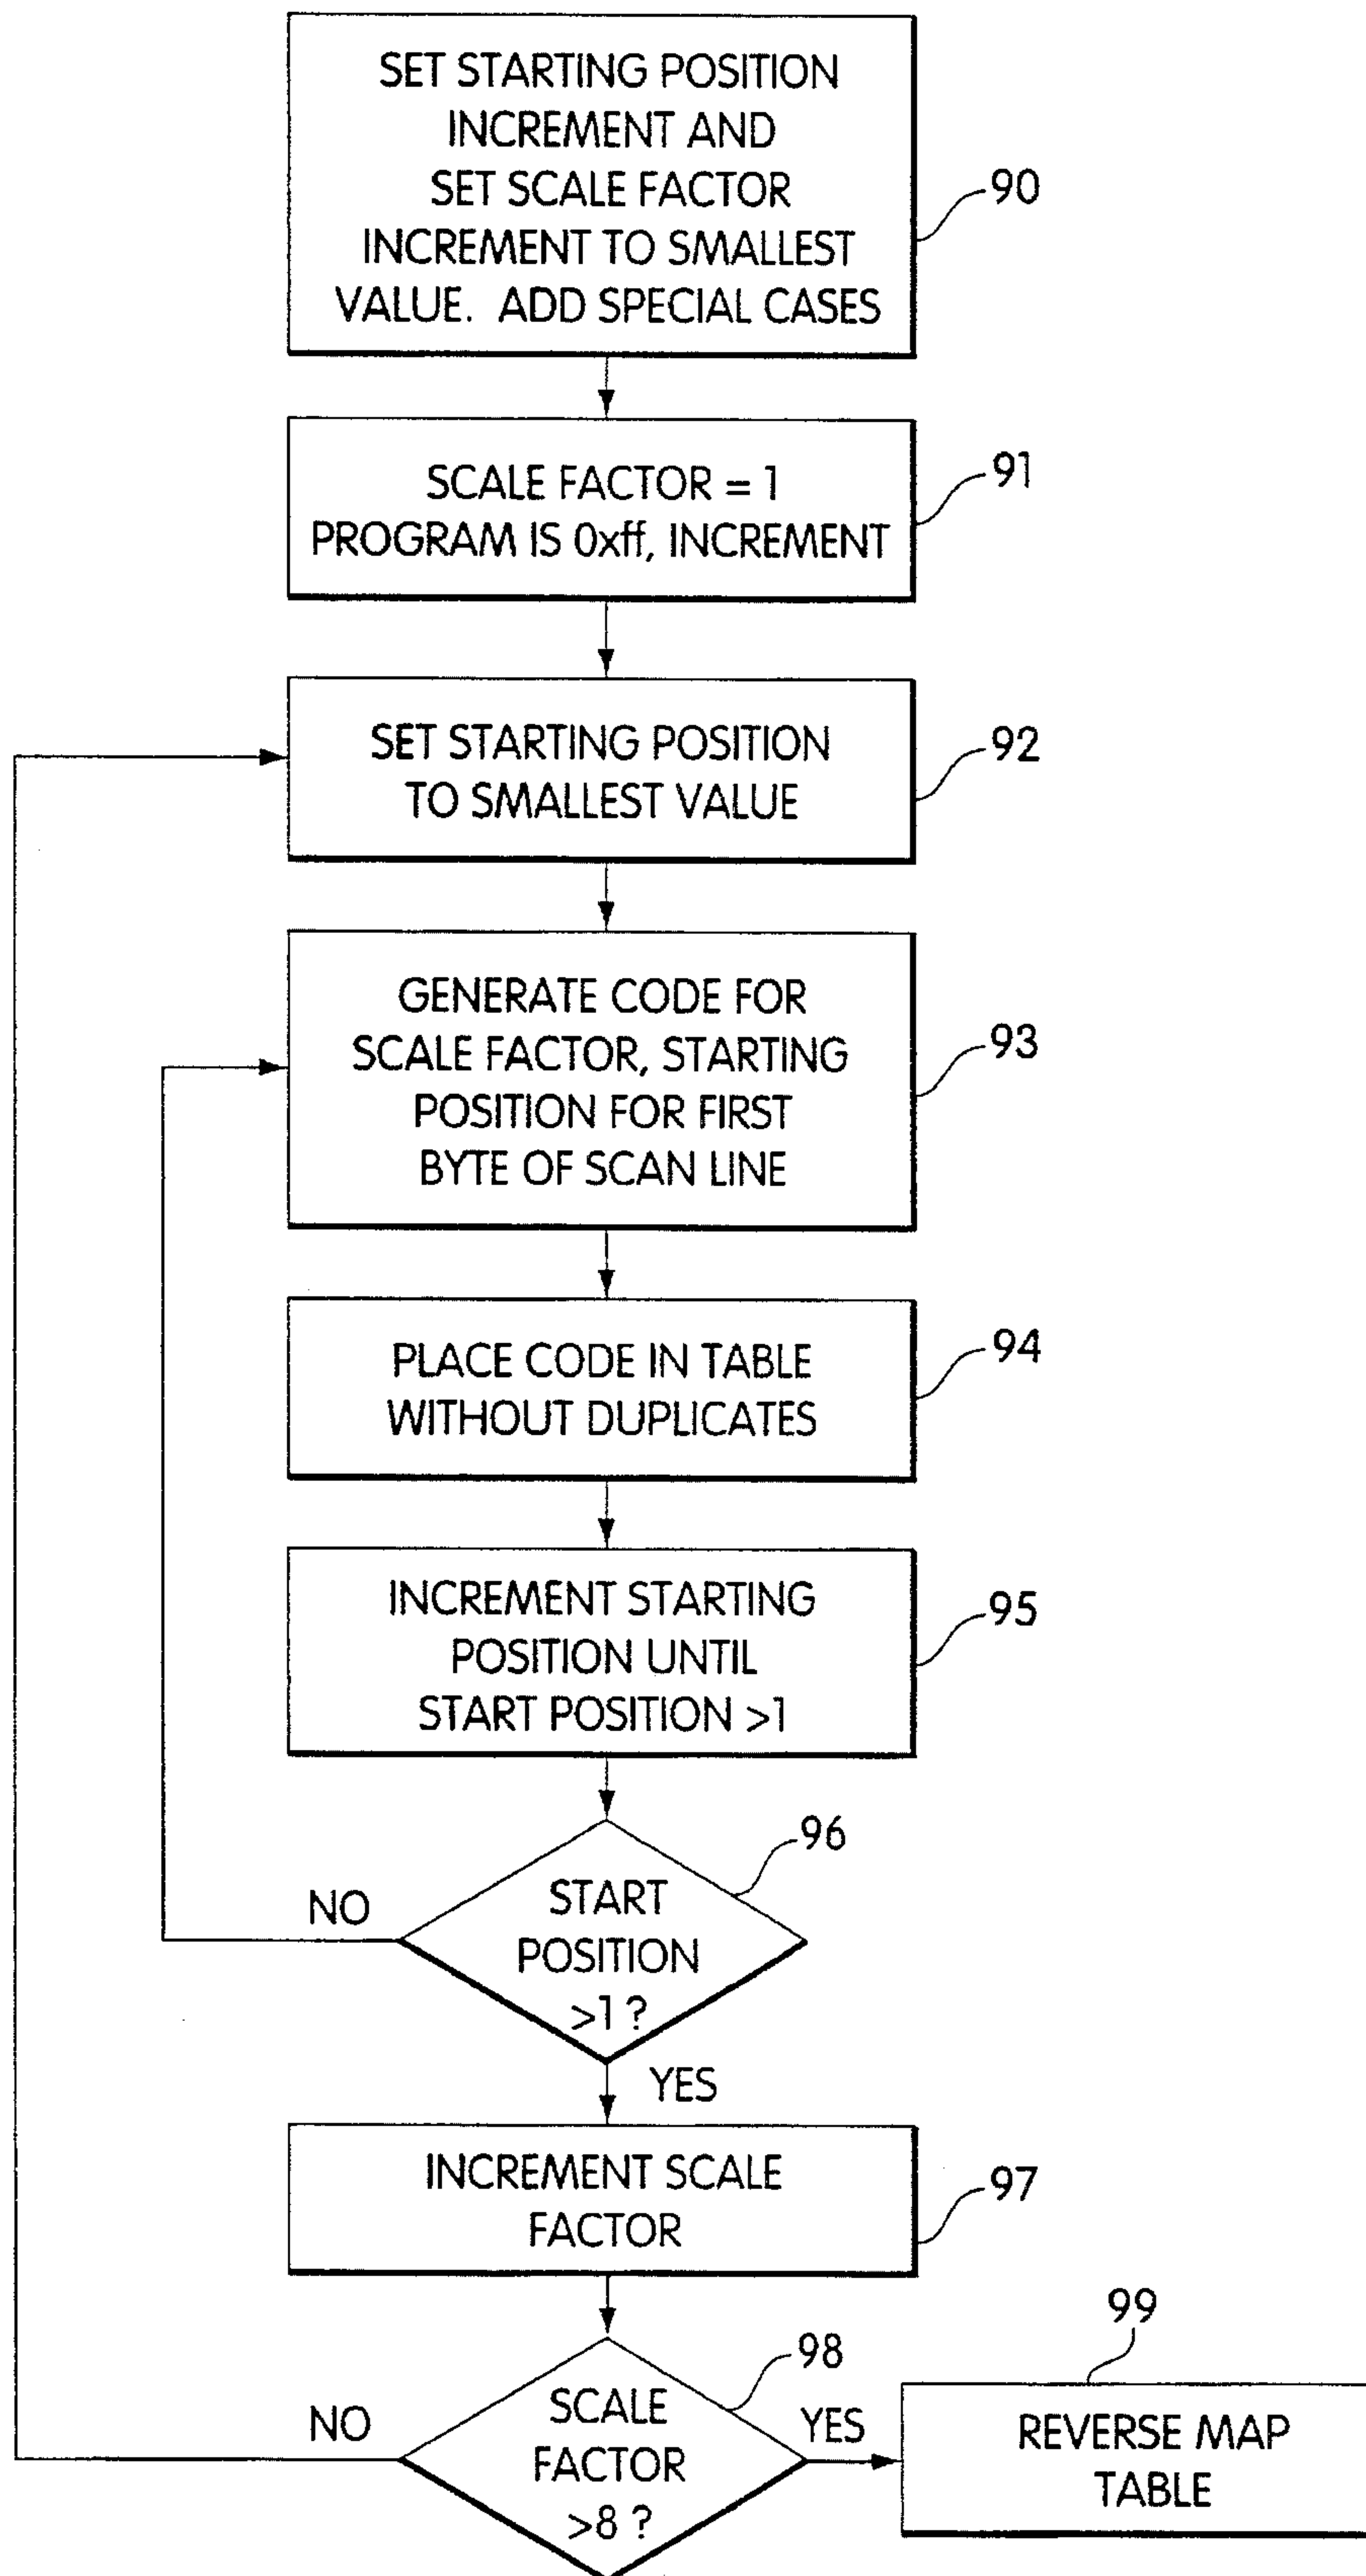 SET STARTING POSITION
INCREMENT AND
SET SCALE FACTOR
INCREMENT TO SMALLEST
VALUE. ADD SPECIAL CASES
90
SCALE FACTOR = 1
PROGRAM IS 0xff, INCREMENT
91
SET STARTING POSITION
TO SMALLEST VALUE
92
GENERATE CODE FOR
SCALE FACTOR, STARTING
POSITION FOR FIRST
BYTE OF SCAN LINE
93
PLACE CODE IN TABLE
WITHOUT DUPLICATES
94
INCREMENT STARTING
POSITION UNTIL
START POSITION >1
95
96
START
POSITION
>1 ?
NO
YES
INCREMENT SCALE
FACTOR
97
98
SCALE
FACTOR
>8 ?
NO
YES
99
REVERSE MAP
TABLE